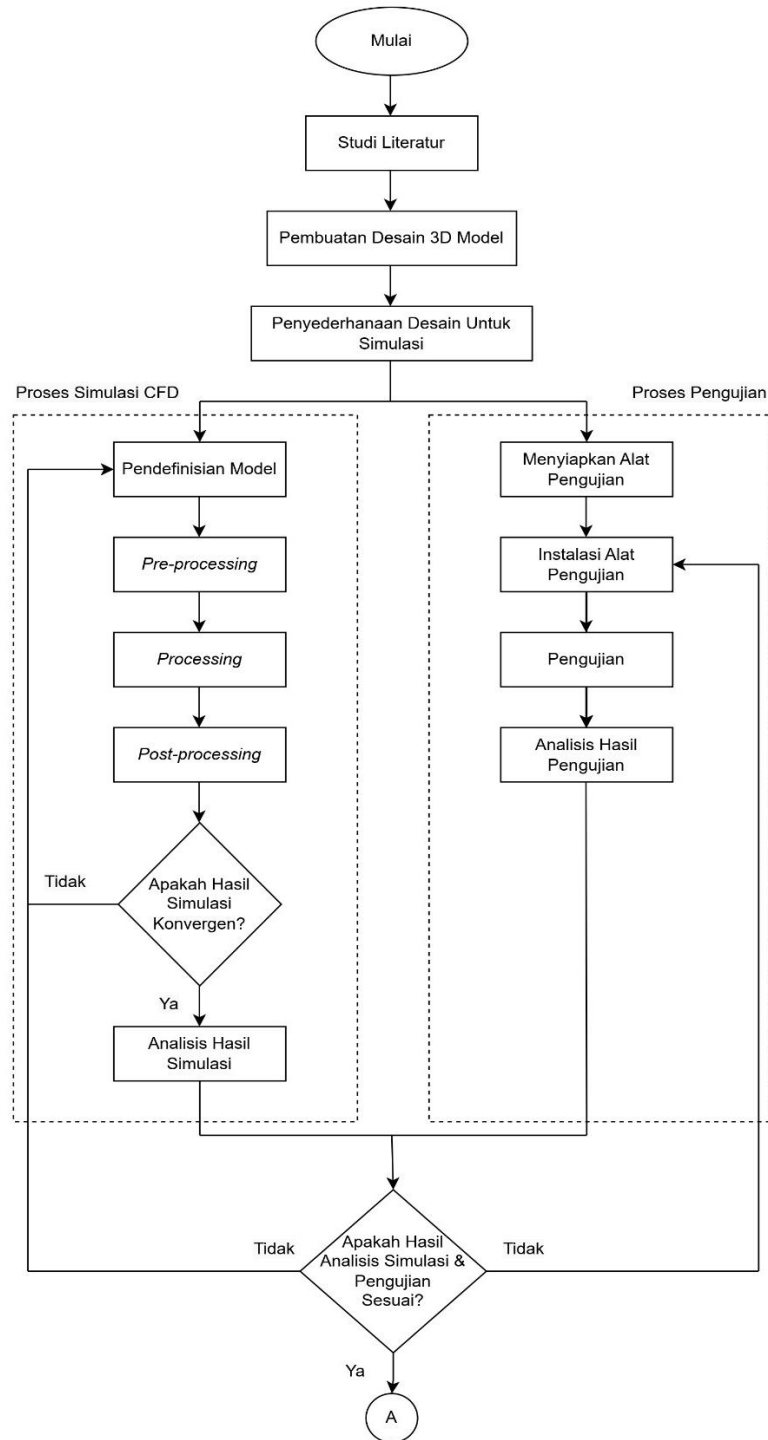 Mulai
Studi Literatur
Pembuatan Desain 3D Model
Penyederhanaan Desain Untuk
Simulasi
Proses Simulasi CFD
Pendefinisian Model
Pre-processing
Processing
Post-processing
Apakah Hasil
Simulasi
Konvergen?
Tidak
Ya
Analisis Hasil
Simulasi
Proses Pengujian
Menyiapkan Alat
Pengujian
Instalasi Alat
Pengujian
Pengujian
Analisis Hasil
Pengujian
Apakah Hasil
Analisis Simulasi &
Pengujian
Sesuai?
Tidak
Tidak
Ya
A